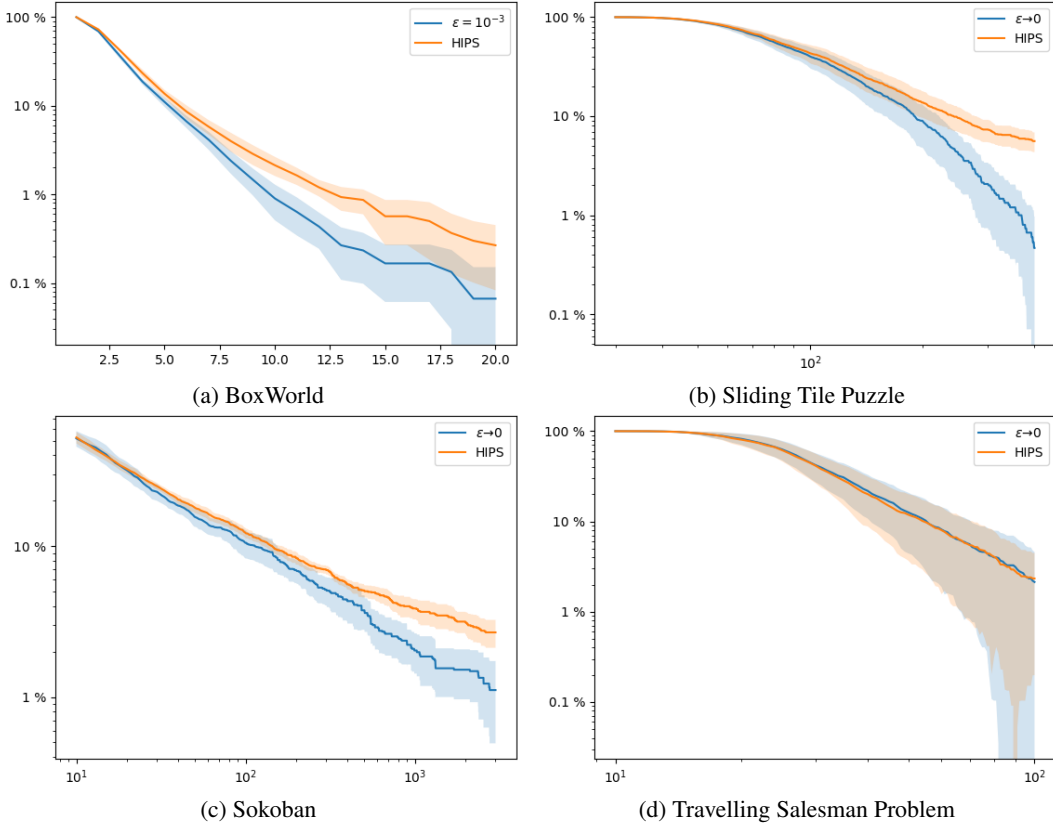 100 %
10 %
1 %
0.1 %
2.5 5.0 7.5 10.0 12.5 15.0 17.5 20.0
ε = 10⁻³
HIPS
(a) BoxWorld
100 %
10 %
1 %
0.1 %
10²
ε→0
HIPS
(b) Sliding Tile Puzzle
10 %
1 %
10¹ 10² 10³
ε→0
HIPS
(c) Sokoban
100 %
10 %
1 %
0.1 %
10¹ 10²
ε→0
HIPS
(d) Travelling Salesman Problem